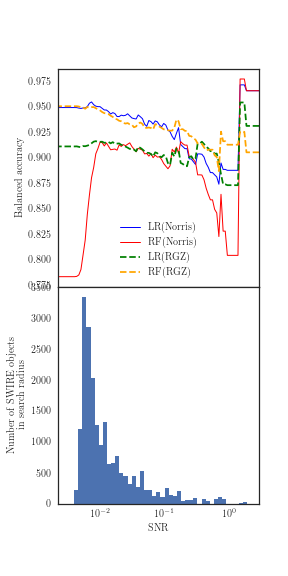 0.975
0.950
0.925
0.900
0.875
0.850
0.825
0.800
0.775
Balanced accuracy
LR(Norris)
RF(Norris)
LR(RGZ)
RF(RGZ)
3500
3000
2500
2000
1500
1000
500
0
Number of SWIRE objects
in search radius
10⁻² 10⁻¹ 10⁰
SNR